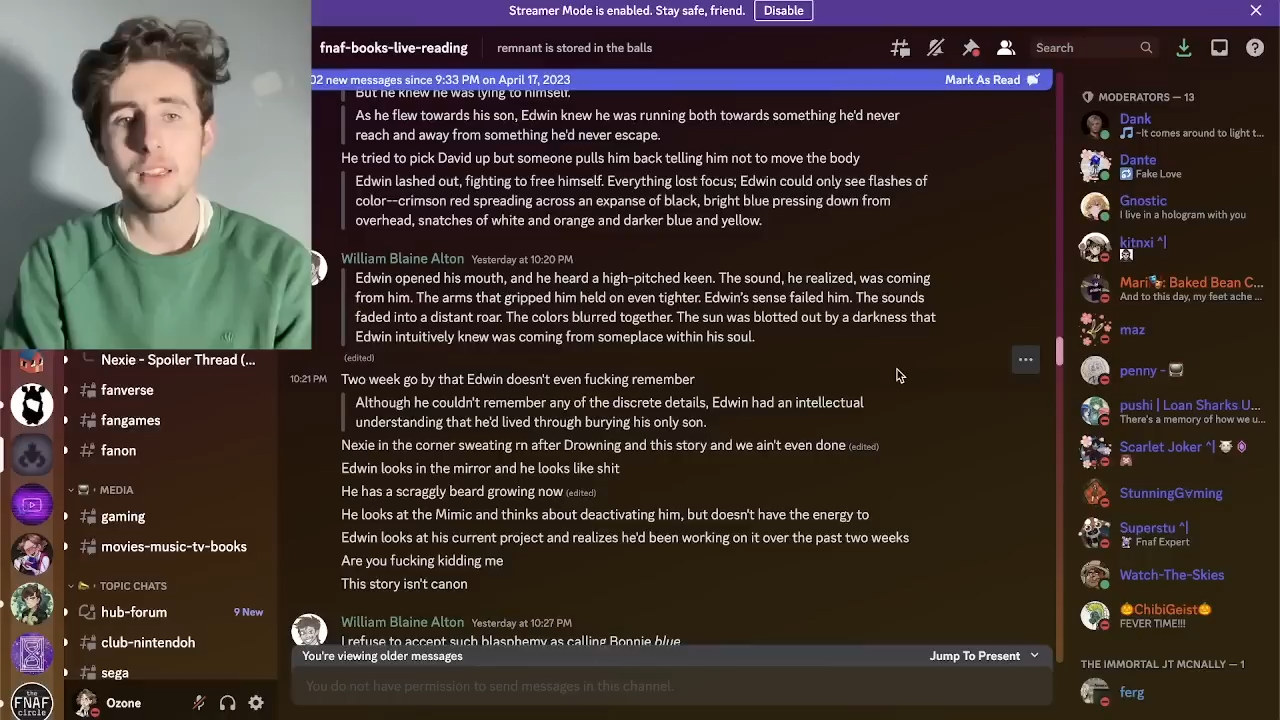 Streamer Mode is enabled. Stay safe, friend.
Disable
fnaf-books-live-reading
remnant is stored in the balls
Search
02 new messages since 9:33 PM on April 17, 2023
Mark As Read
But he knew he was lying to himself.
As he flew towards his son, Edwin knew he was running both towards something he'd never
reach and away from something he'd never escape.
He tried to pick David up but someone pulls him back telling him not to move the body
Edwin lashed out, fighting to free himself. Everything lost focus; Edwin could only see flashes of
color--crimson red spreading across an expanse of black, bright blue pressing down from
overhead, snatches of white and orange and darker blue and yellow.
William Blaine Alton Yesterday at 10:20 PM
Edwin opened his mouth, and he heard a high-pitched keen. The sound, he realized, was coming
from him. The arms that gripped him held on even tighter. Edwin's sense failed him. The sounds
faded into a distant roar. The colors blurred together. The sun was blotted out by a darkness that
Edwin intuitively knew was coming from someplace within his soul.
(edited)
10:21 PM Two week go by that Edwin doesn't even fucking remember
Although he couldn't remember any of the discrete details, Edwin had an intellectual
understanding that he'd lived through burying his only son.
Nexie in the corner sweating rn after Drowning and this story and we ain't even done (edited)
Edwin looks in the mirror and he looks like shit
He has a scraggly beard growing now (edited)
He looks at the Mimic and thinks about deactivating him, but doesn't have the energy to
Edwin looks at his current project and realizes he'd been working on it over the past two weeks
Are you fucking kidding me
This story isn't canon
William Blaine Alton Yesterday at 10:27 PM
I refuse to accept such blasphemy as calling Bonnie blue
You're viewing older messages
Jump To Present
You do not have permission to send messages in this channel.
Nexie - Spoiler Thread (...
fanverse
fangames
fanon
MEDIA
gaming
movies-music-tv-books
TOPIC CHATS
hub-forum
9 New
club-nintendoh
sega
THE
FNAF
CIRCLE
Ozone
MODERATORS — 13
Dank
~It comes around to light t...
Dante
Fake Love
Gnostic
I live in a hologram with you
kitnxi ^|
Mari: Baked Bean C...
And to this day, my feet ache ...
maz
penny -
pushi | Loan Sharks U...
There's a memory of how we u...
Scarlet Joker ^|
StunningG∀ming
Superstu ^|
Fnaf Expert
Watch-The-Skies
ChibiGeist
FEVER TIME!!!
THE IMMORTAL JT MCNALLY — 1
ferg